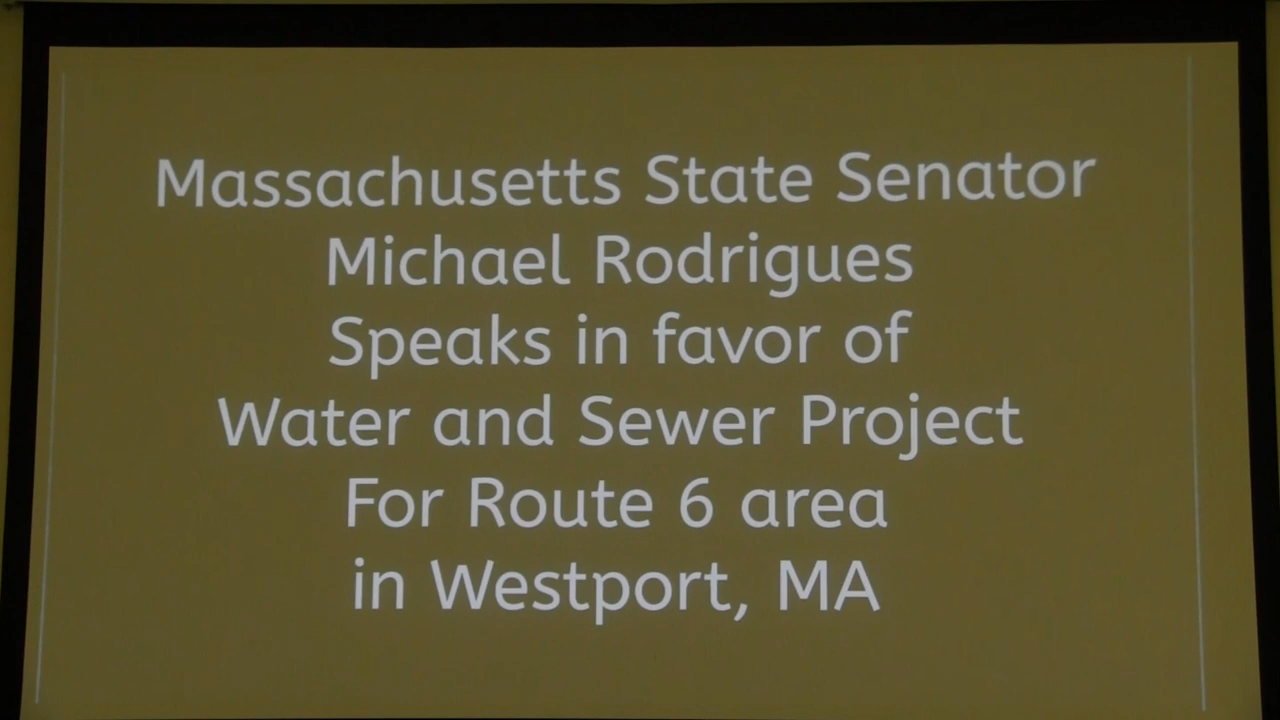 Massachusetts State Senator
Michael Rodrigues
Speaks in favor of
Water and Sewer Project
For Route 6 area
in Westport, MA